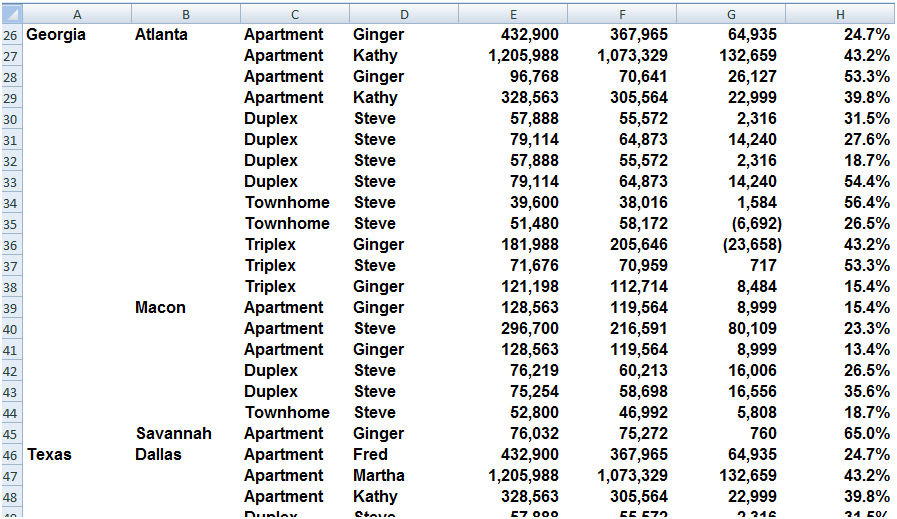 A B C D E F G H
26 Georgia Atlanta Apartment Ginger 432,900 367,965 64,935 24.7%
27 Apartment Kathy 1,205,988 1,073,329 132,659 43.2%
28 Apartment Ginger 96,768 70,641 26,127 53.3%
29 Apartment Kathy 328,563 305,564 22,999 39.8%
30 Duplex Steve 57,888 55,572 2,316 31.5%
31 Duplex Steve 79,114 64,873 14,240 27.6%
32 Duplex Steve 57,888 55,572 2,316 18.7%
33 Duplex Steve 79,114 64,873 14,240 54.4%
34 Townhome Steve 39,600 38,016 1,584 56.4%
35 Townhome Steve 51,480 58,172 (6,692) 26.5%
36 Triplex Ginger 181,988 205,646 (23,658) 43.2%
37 Triplex Steve 71,676 70,959 717 53.3%
38 Triplex Ginger 121,198 112,714 8,484 15.4%
39 Macon Apartment Ginger 128,563 119,564 8,999 15.4%
40 Apartment Steve 296,700 216,591 80,109 23.3%
41 Apartment Ginger 128,563 119,564 8,999 13.4%
42 Duplex Steve 76,219 60,213 16,006 26.5%
43 Duplex Steve 75,254 58,698 16,556 35.6%
44 Townhome Steve 52,800 46,992 5,808 18.7%
45 Savannah Apartment Ginger 76,032 75,272 760 65.0%
46 Texas Dallas Apartment Fred 432,900 367,965 64,935 24.7%
47 Apartment Martha 1,205,988 1,073,329 132,659 43.2%
48 Apartment Kathy 328,563 305,564 22,999 39.8%
49 Duplex Steve 57,888 55,572 2,316 31.5%